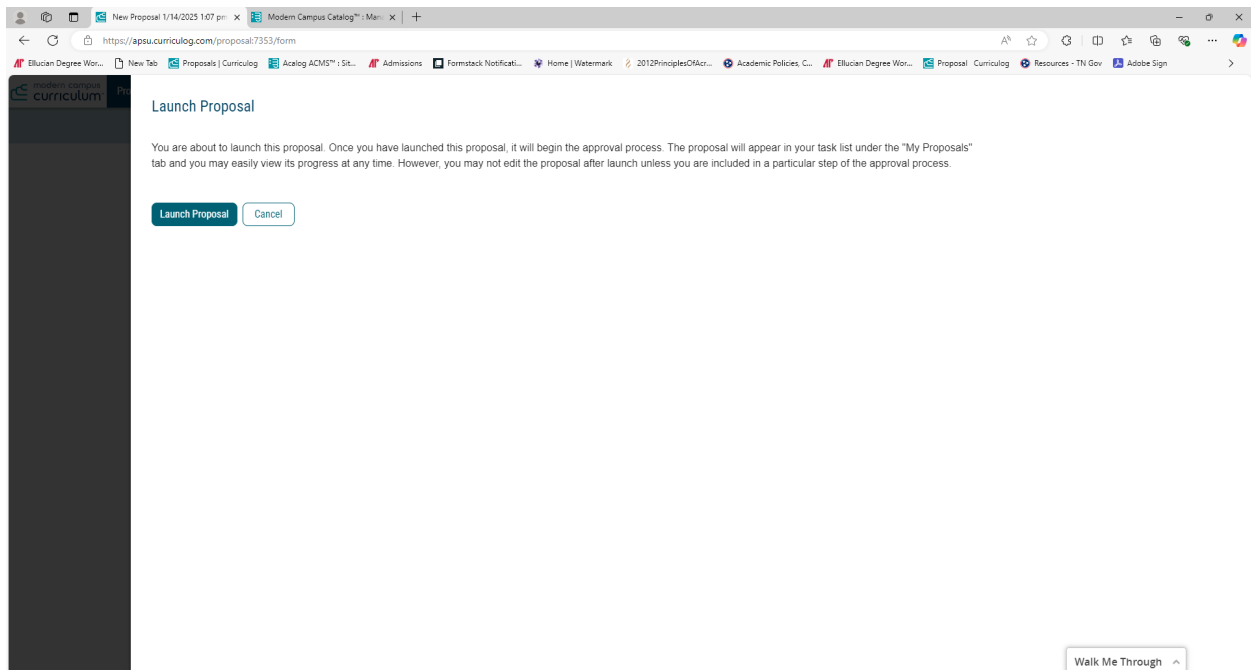 New Proposal 1/14/2025 1:07 pm
Modern Campus Catalog™ : Mana
https://apsu.curriculog.com/proposal:7353/form
Ellucian Degree Wor... New Tab Proposals | Curriculog Acalog ACMS™ : Sit... Admissions Formstack Notificati... Home | Watermark 2012PrinciplesOfAcr... Academic Policies, C... Ellucian Degree Wor... Proposal Curriculog Resources - TN Gov Adobe Sign
modern campus
curriculum™
Pro
Launch Proposal
You are about to launch this proposal. Once you have launched this proposal, it will begin the approval process. The proposal will appear in your task list under the "My Proposals"
tab and you may easily view its progress at any time. However, you may not edit the proposal after launch unless you are included in a particular step of the approval process.
Launch Proposal Cancel
Walk Me Through